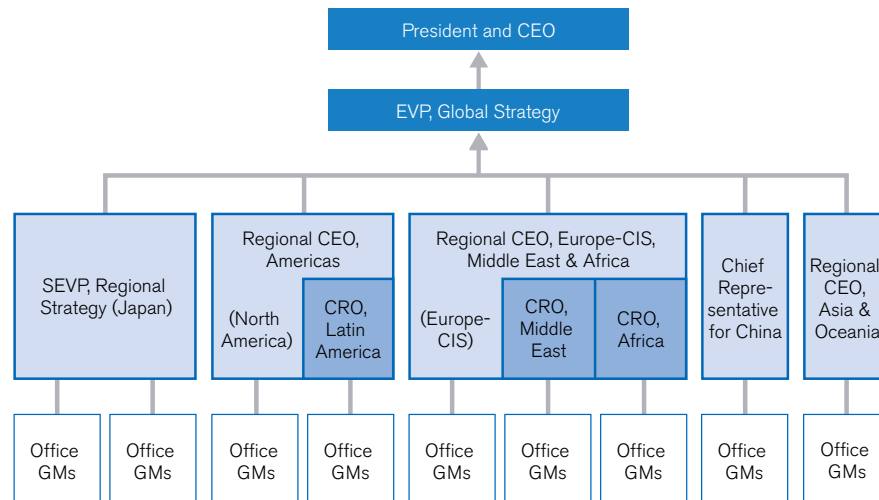 President and CEO
EVP, Global Strategy
SEVP, Regional
Strategy (Japan)
Regional CEO,
Americas
(North
America)
CRO,
Latin
America
Regional CEO, Europe-CIS,
Middle East & Africa
(Europe-
CIS)
CRO,
Middle
East
CRO,
Africa
Chief
Repre-
sentative
for China
Regional
CEO,
Asia &
Oceania
Office
GMs
Office
GMs
Office
GMs
Office
GMs
Office
GMs
Office
GMs
Office
GMs
Office
GMs
Office
GMs